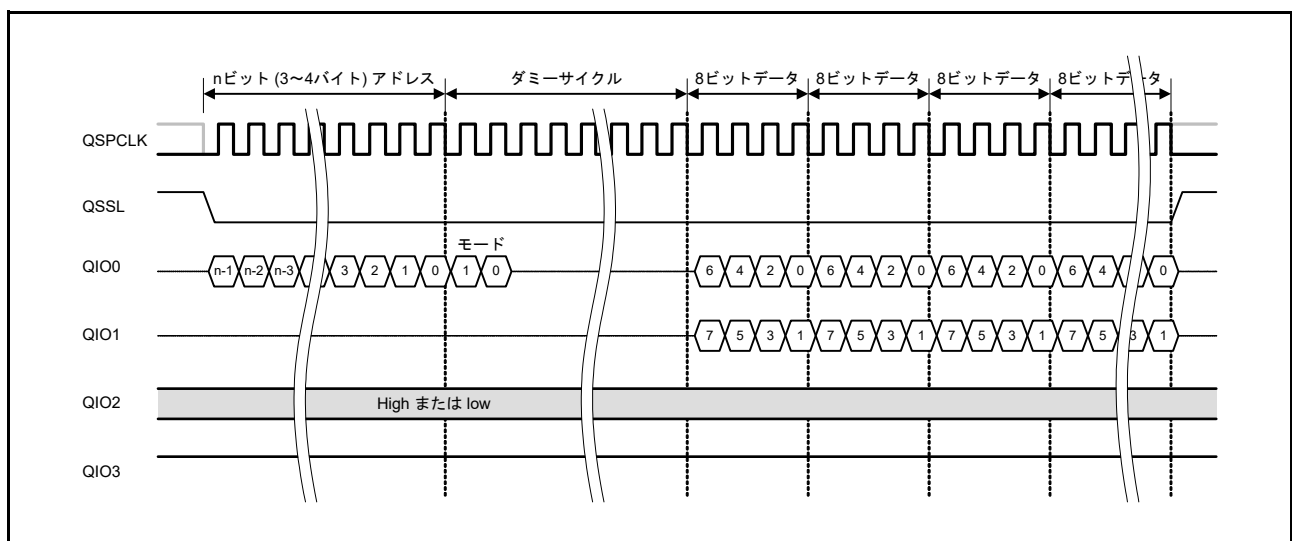 nビット (3～4バイト) アドレス ダミーサイクル 8ビットデータ 8ビットデータ 8ビットデータ 8ビットデータ
QSPCLK
QSSL
モード
QIO0 n-1 n-2 n-3 3 2 1 0 1 0 6 4 2 0 6 4 2 0 6 4 2 0 6 4 0
QIO1 7 5 3 1 7 5 3 1 7 5 3 1 7 5 3 1
QIO2 High または low
QIO3